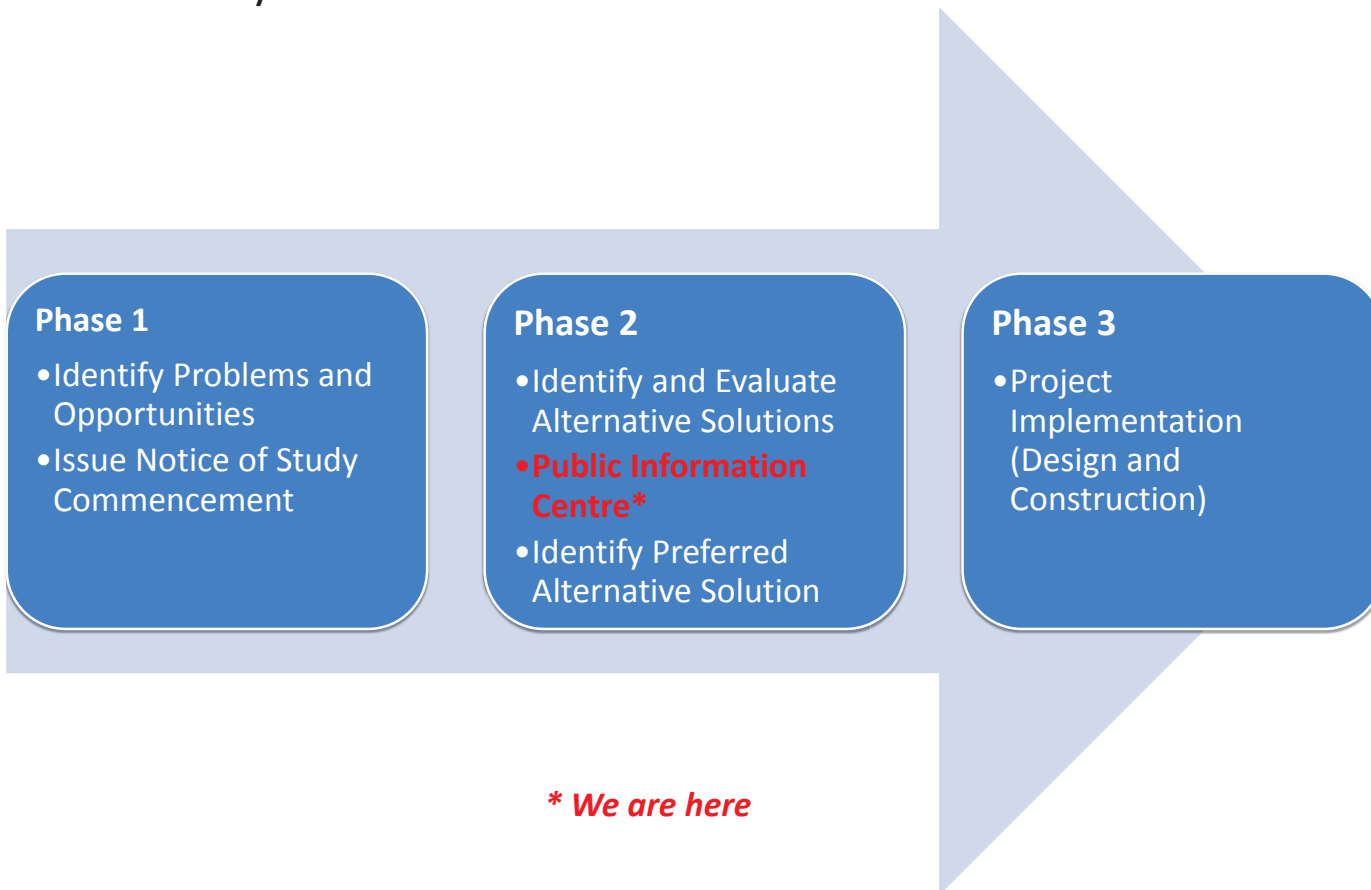 Phase 1
•Identify Problems and
Opportunities
•Issue Notice of Study
Commencement
Phase 2
•Identify and Evaluate
Alternative Solutions
•Public Information
Centre*
•Identify Preferred
Alternative Solution
Phase 3
•Project
Implementation
(Design and
Construction)
* We are here